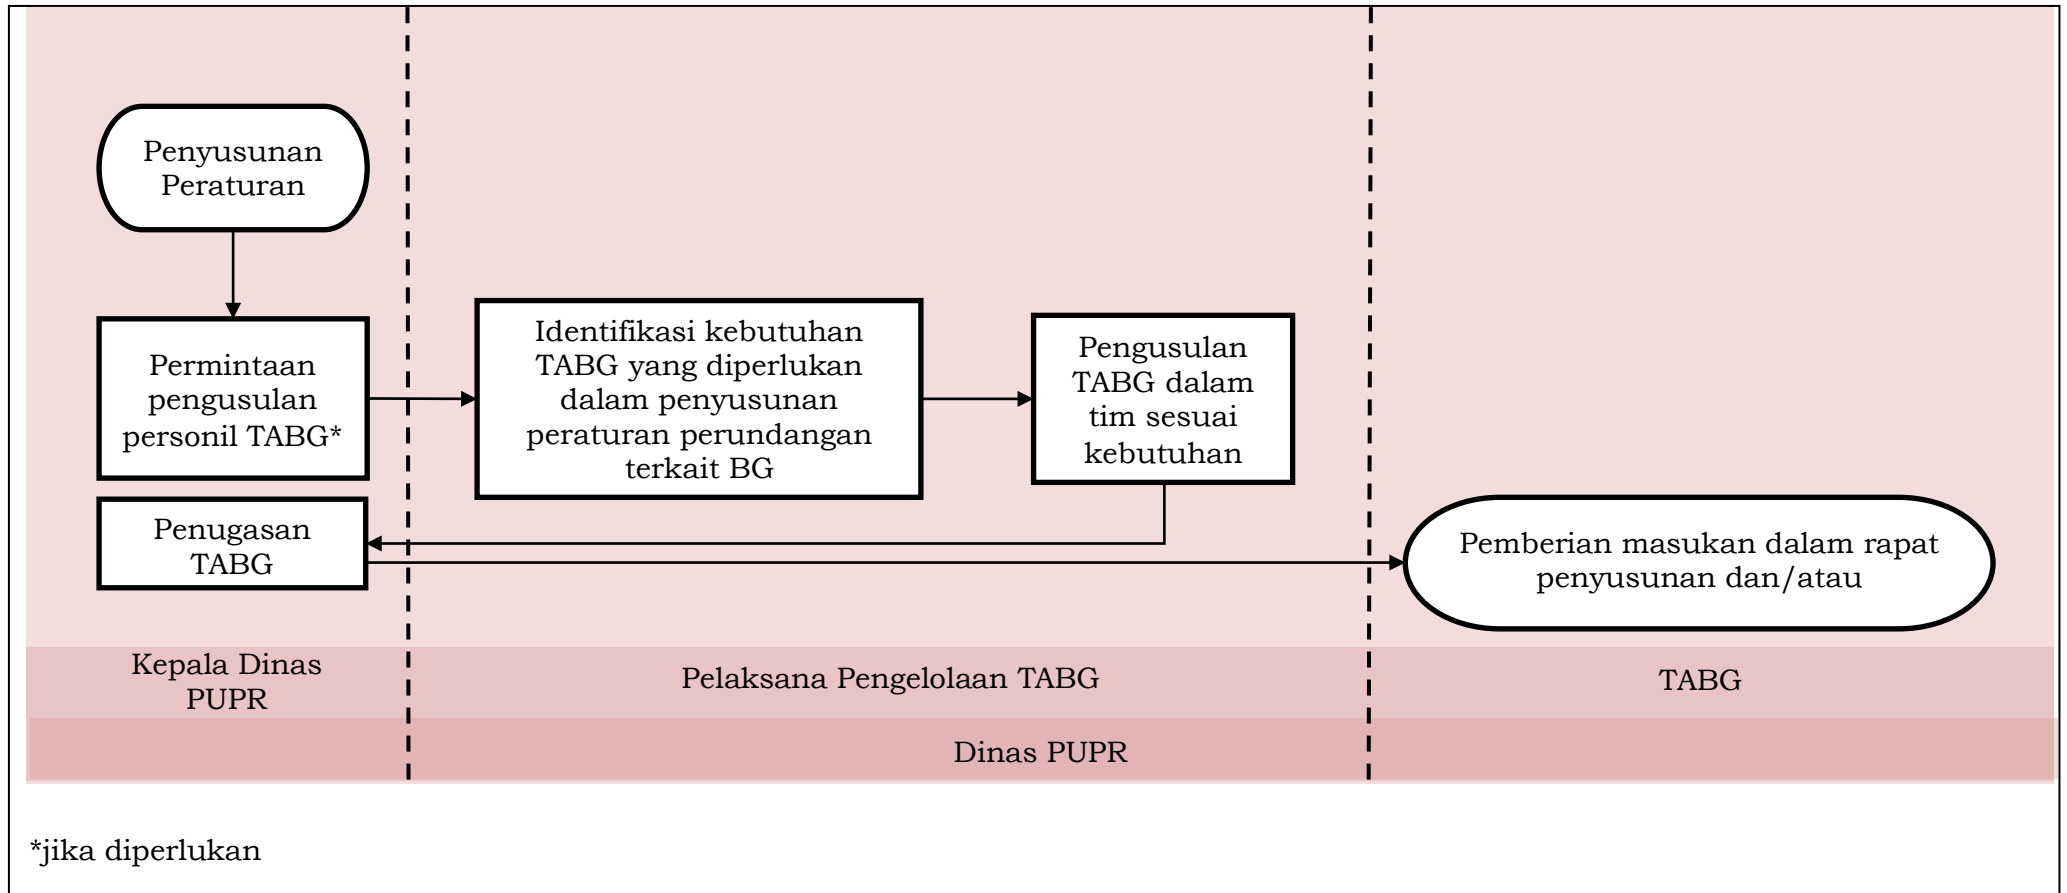 Penyusunan
Peraturan
Permintaan
pengusulan
personil TABG*
Identifikasi kebutuhan
TABG yang diperlukan
dalam penyusunan
peraturan perundangan
terkait BG
Pengusulan
TABG dalam
tim sesuai
kebutuhan
Penugasan
TABG
Pemberian masukan dalam rapat
penyusunan dan/atau
Kepala Dinas
PUPR
Pelaksana Pengelolaan TABG
TABG
Dinas PUPR
*jika diperlukan